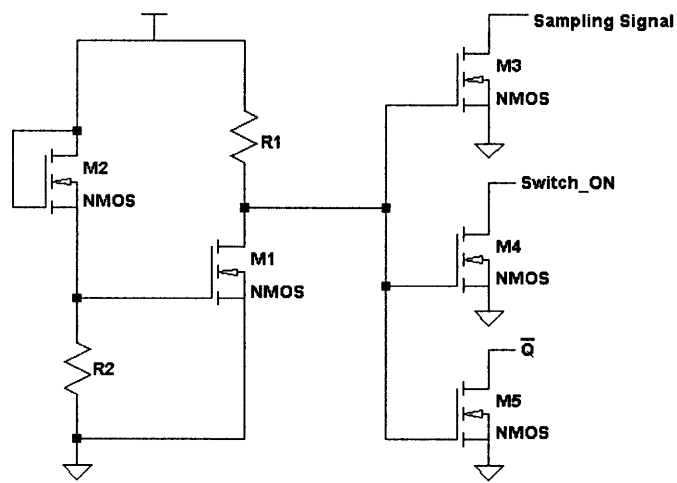 Sampling Signal
M3
NMOS
R1
M2
NMOS
Switch_ON
M4
NMOS
M1
NMOS
Q̅
R2
M5
NMOS